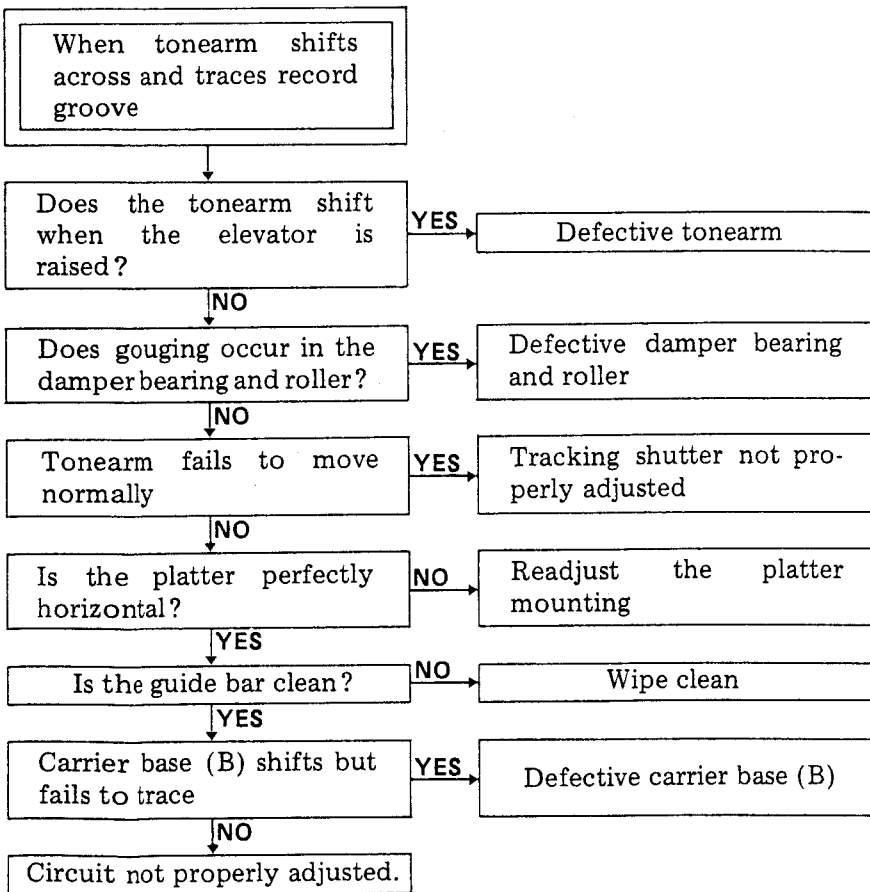 When tonearm shifts
across and traces record
groove
Does the tonearm shift
when the elevator is
raised?
YES
Defective tonearm
NO
Does gouging occur in the
damper bearing and roller?
YES
Defective damper bearing
and roller
NO
Tonearm fails to move
normally
YES
Tracking shutter not pro-
perly adjusted
NO
Is the platter perfectly
horizontal?
NO
Readjust the platter
mounting
YES
Is the guide bar clean?
NO
Wipe clean
YES
Carrier base (B) shifts but
fails to trace
YES
Defective carrier base (B)
NO
Circuit not properly adjusted.